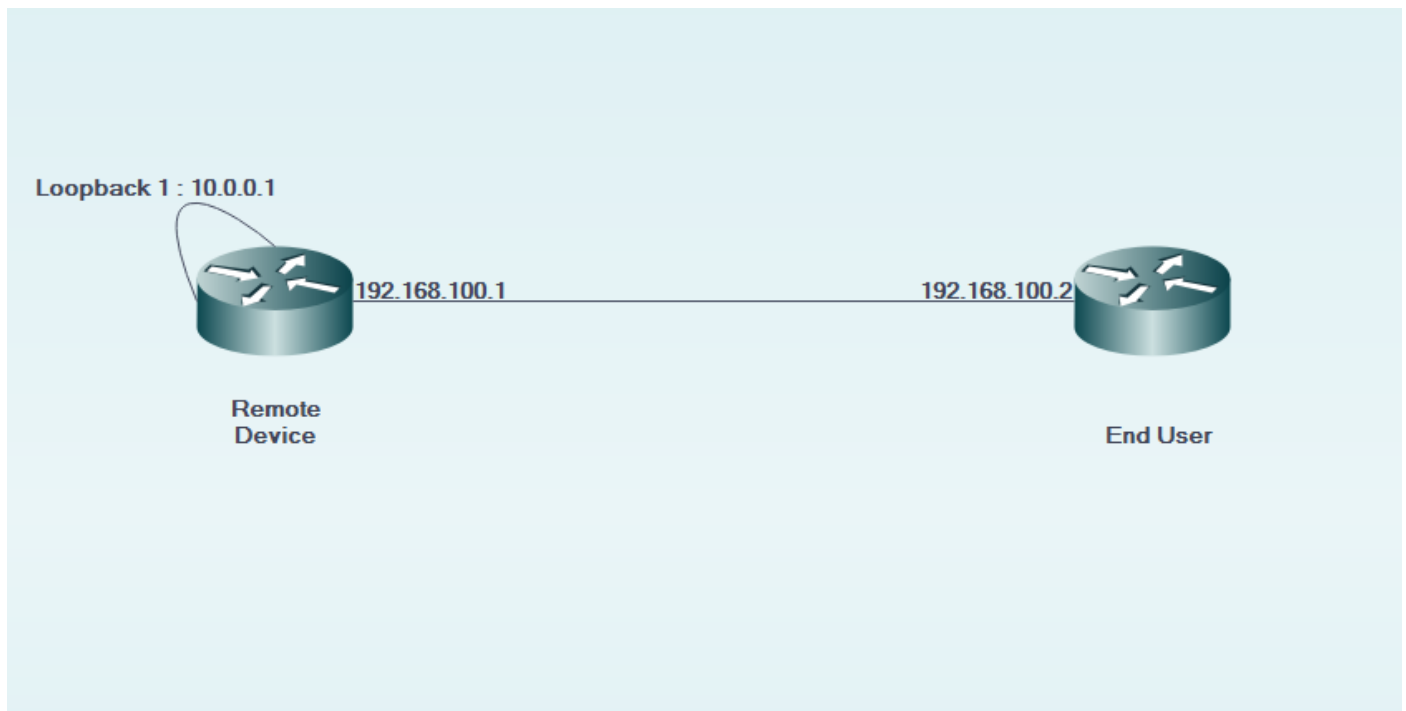 Loopback 1 : 10.0.0.1
192.168.100.1
192.168.100.2
Remote
Device
End User